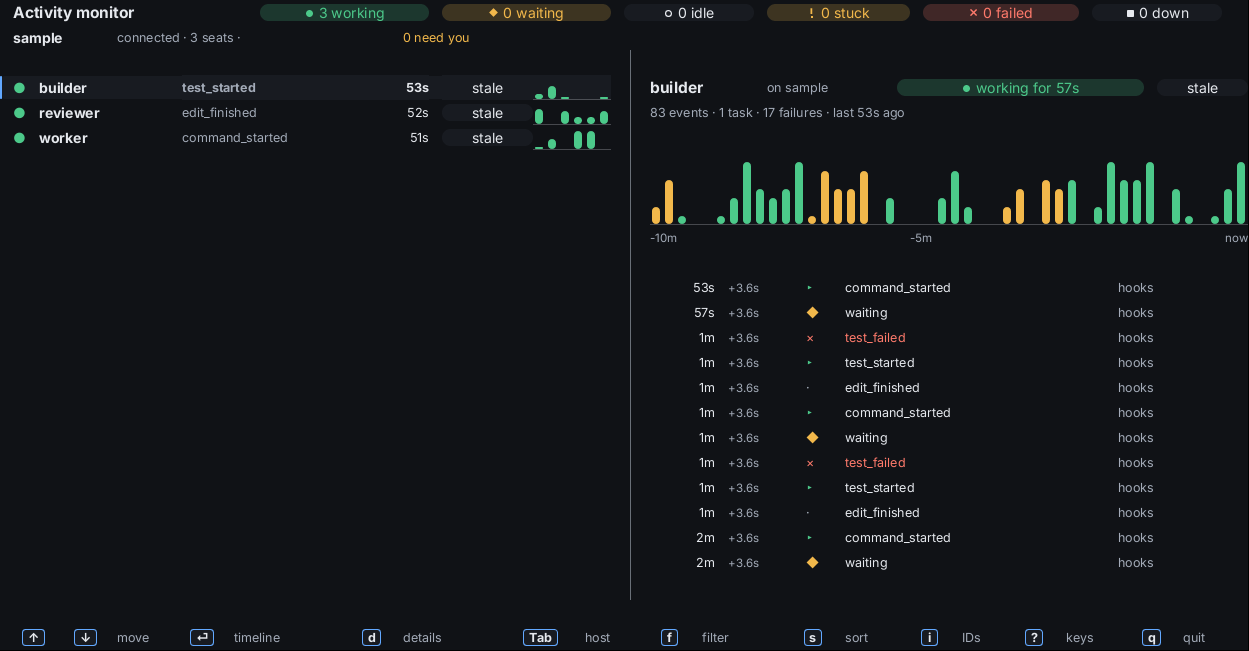 Activity monitor ● 3 working ◆ 0 waiting ○ 0 idle ! 0 stuck × 0 failed ■ 0 down
sample connected · 3 seats · 0 need you
builder test_started 53s stale
reviewer edit_finished 52s stale
worker command_started 51s stale
builder on sample ● working for 57s stale
83 events · 1 task · 17 failures · last 53s ago
-10m -5m now
53s +3.6s ▸ command_started hooks
57s +3.6s ◆ waiting hooks
1m +3.6s × test_failed hooks
1m +3.6s ▸ test_started hooks
1m +3.6s · edit_finished hooks
1m +3.6s ▸ command_started hooks
1m +3.6s ◆ waiting hooks
1m +3.6s × test_failed hooks
1m +3.6s ▸ test_started hooks
1m +3.6s · edit_finished hooks
2m +3.6s ▸ command_started hooks
2m +3.6s ◆ waiting hooks
↑ ↓ move ↵ timeline d details Tab host f filter s sort i IDs ? keys q quit